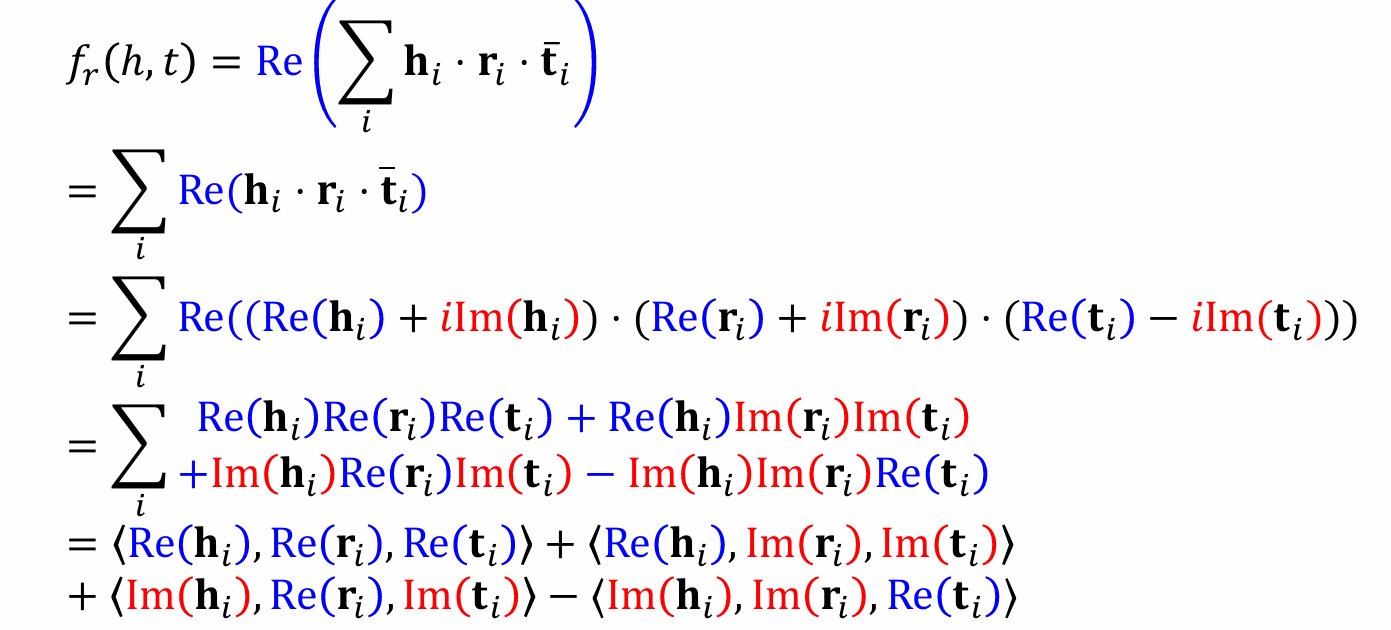 f_r(h, t) = Re(∑_i h_i · r_i · t̄_i)
= ∑_i Re(h_i · r_i · t̄_i)
= ∑_i Re((Re(h_i) + iIm(h_i)) · (Re(r_i) + iIm(r_i)) · (Re(t_i) − iIm(t_i)))
= ∑_i Re(h_i)Re(r_i)Re(t_i) + Re(h_i)Im(r_i)Im(t_i)
+Im(h_i)Re(r_i)Im(t_i) − Im(h_i)Im(r_i)Re(t_i)
= ⟨Re(h_i), Re(r_i), Re(t_i)⟩ + ⟨Re(h_i), Im(r_i), Im(t_i)⟩
+ ⟨Im(h_i), Re(r_i), Im(t_i)⟩ − ⟨Im(h_i), Im(r_i), Re(t_i)⟩